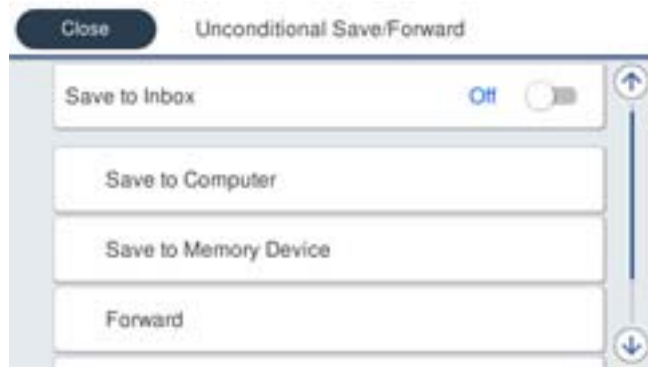 Close Unconditional Save/Forward
Save to Inbox Off
Save to Computer
Save to Memory Device
Forward